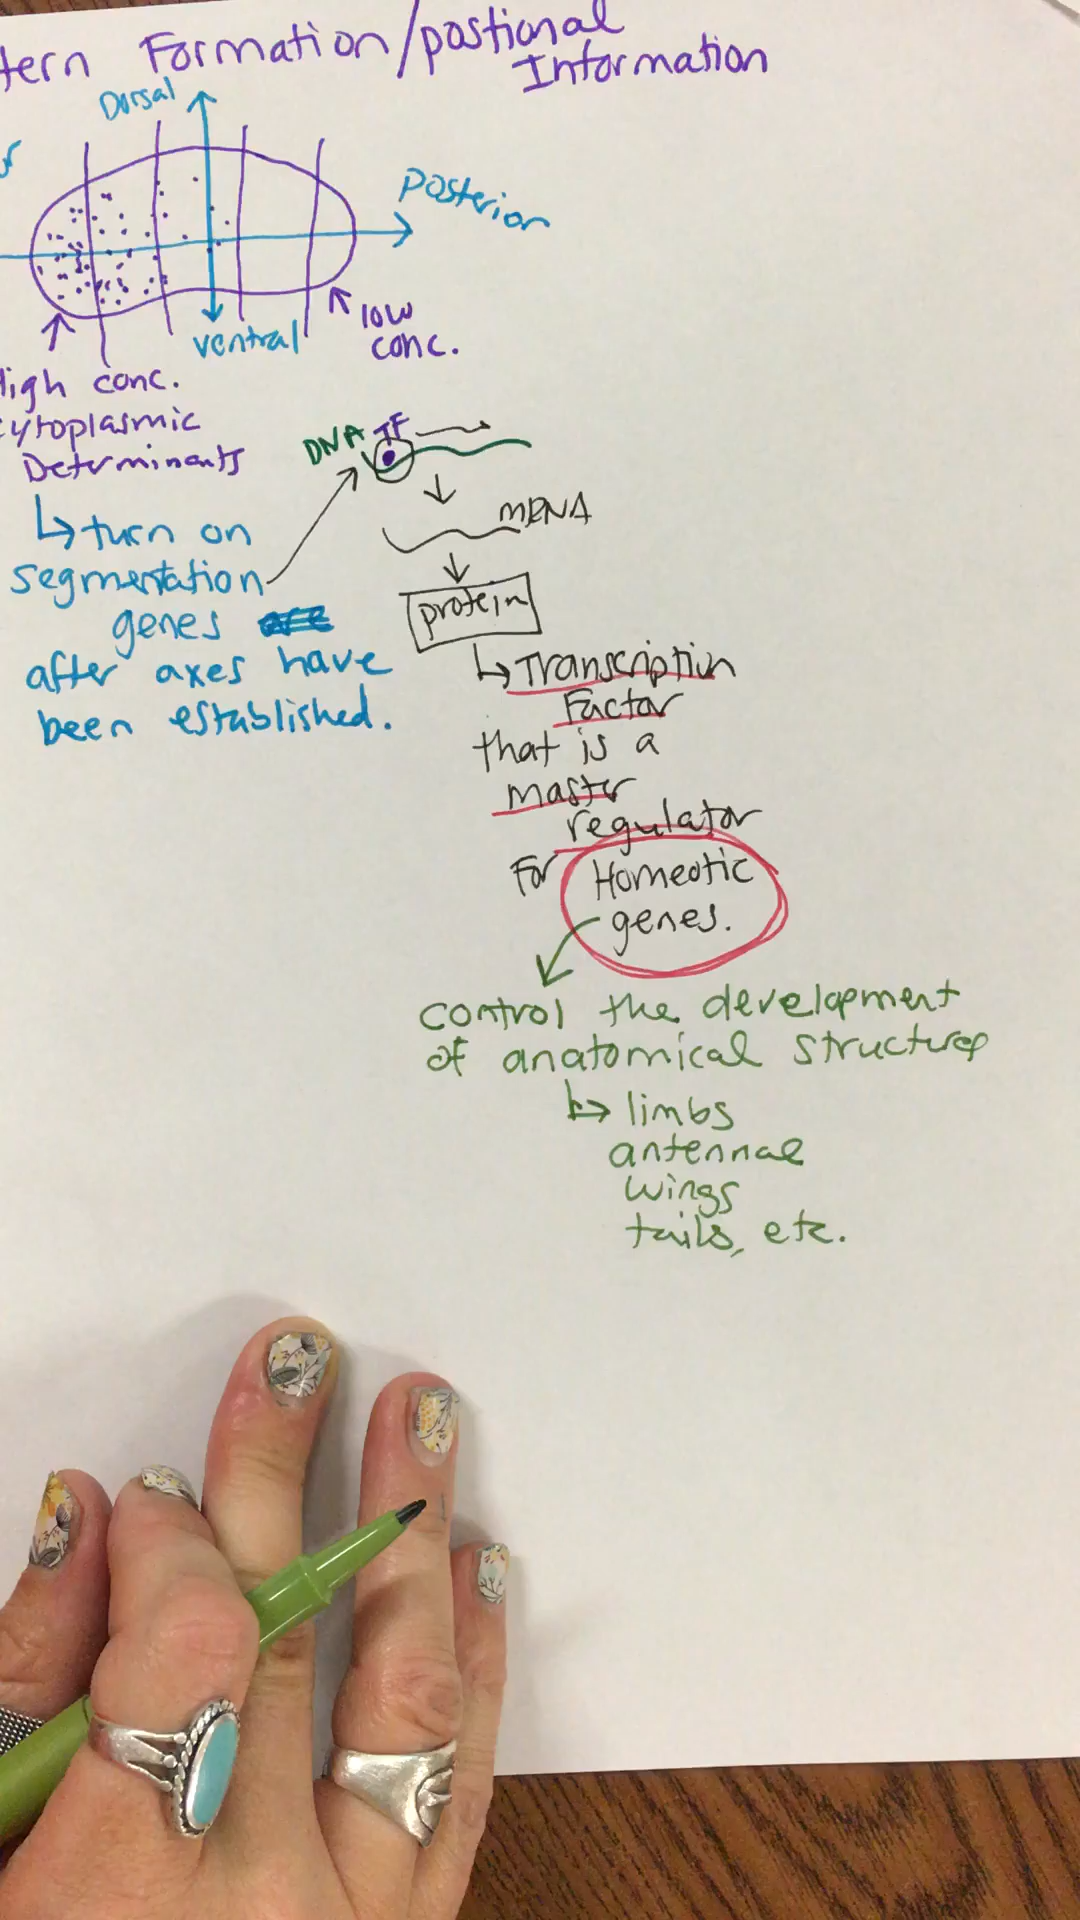 tern Formation/postional
Information
Dorsal
Posterior
ventral
low
conc.
High conc.
cytoplasmic
Determinants
↳ turn on
segmentation
genes
after axes have
been established.
DNA TF
mRNA
protein
↳ Transcription
Factor
that is a
master
regulator
For Homeotic
genes.
control the development
of anatomical structures
↳ limbs
antennae
wings
tails, etc.